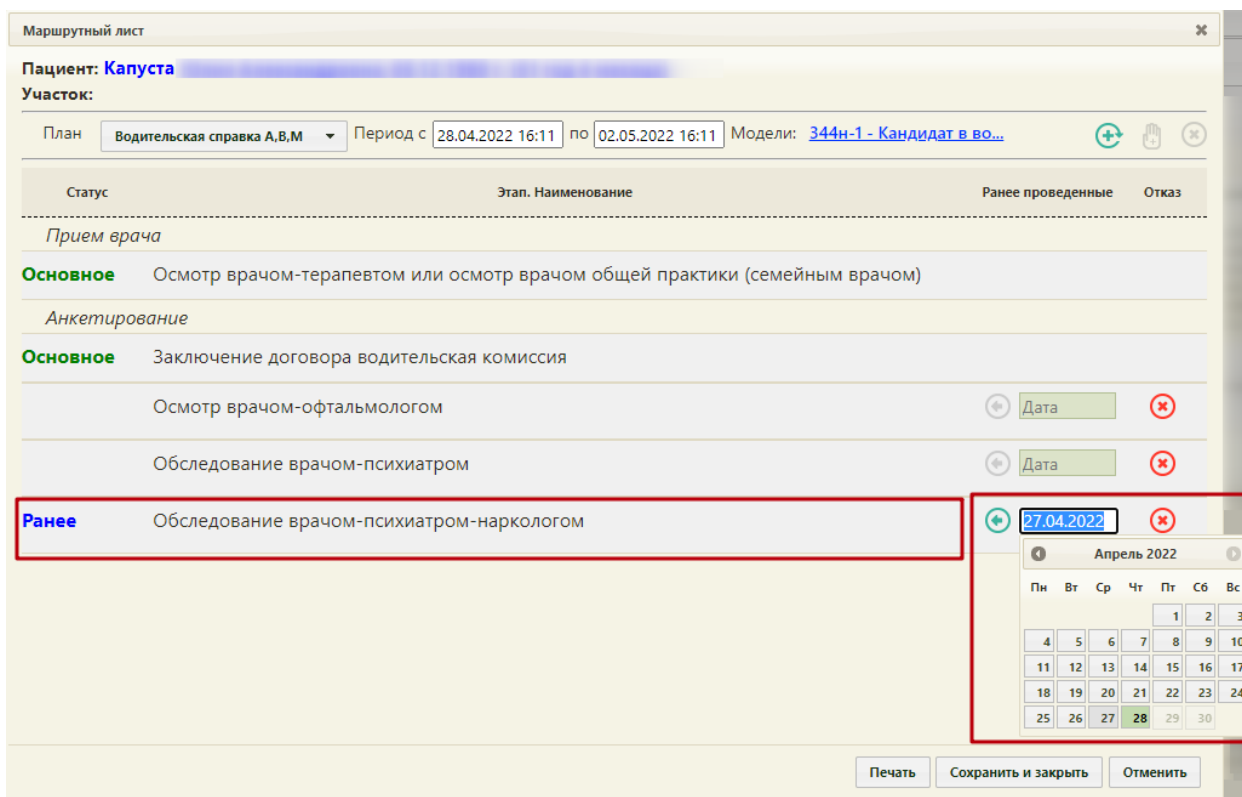 Маршрутный лист
Пациент: Капуста
Участок:
План Водительская справка А,В,М Период с 28.04.2022 16:11 по 02.05.2022 16:11 Модели: 344н-1 - Кандидат в во...
Статус Этап. Наименование Ранее проведенные Отказ
Прием врача
Основное Осмотр врачом-терапевтом или осмотр врачом общей практики (семейным врачом)
Анкетирование
Основное Заключение договора водительская комиссия
Осмотр врачом-офтальмологом Дата
Обследование врачом-психиатром Дата
Ранее Обследование врачом-психиатром-наркологом 27.04.2022
Апрель 2022
Пн Вт Ср Чт Пт Сб Вс
1 2 3
4 5 6 7 8 9 10
11 12 13 14 15 16 17
18 19 20 21 22 23 24
25 26 27 28 29 30
Печать Сохранить и закрыть Отменить